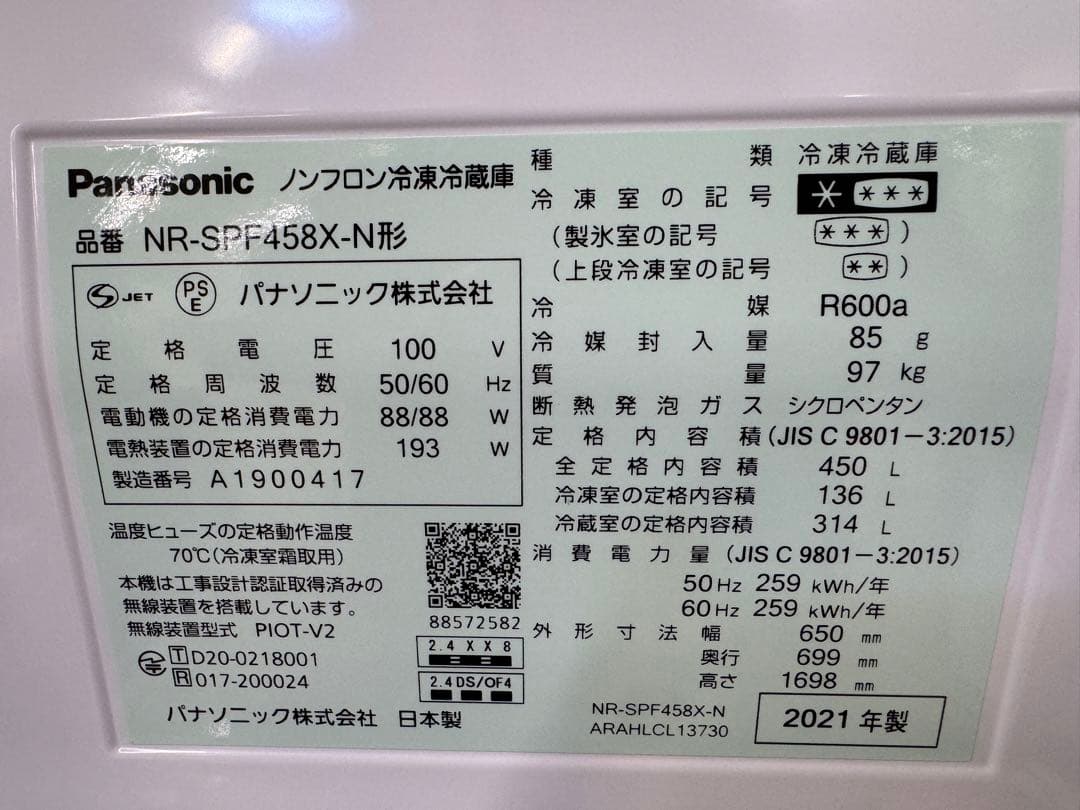 Panasonic ノンフロン冷凍冷蔵庫
品番 NR-SPF458X-N形
S JET PSE パナソニック株式会社
定格電圧 100 V
定格周波数 50/60 Hz
電動機の定格消費電力 88/88 W
電熱装置の定格消費電力 193 W
製造番号 A1900417
温度ヒューズの定格動作温度
70℃(冷凍室霜取用)
本機は工事設計認証取得済みの
無線装置を搭載しています。
無線装置型式 PIOT-V2
T D20-0218001
R 017-200024
88572582
2.4 X X 8
2.4 DS/OF4
パナソニック株式会社 日本製
種類 冷凍冷蔵庫
冷凍室の記号 * ***
(製氷室の記号 ***)
(上段冷凍室の記号 **)
冷媒 R600a
冷媒封入量 85 g
質量 97 kg
断熱発泡ガス シクロペンタン
定格内容積(JIS C 9801-3:2015)
全定格内容積 450 L
冷凍室の定格内容積 136 L
冷蔵室の定格内容積 314 L
消費電力量(JIS C 9801-3:2015)
50Hz 259 kWh/年
60Hz 259 kWh/年
外形寸法幅 650 mm
奥行 699 mm
高さ 1698 mm
NR-SPF458X-N
ARAHLCL13730
2021年製